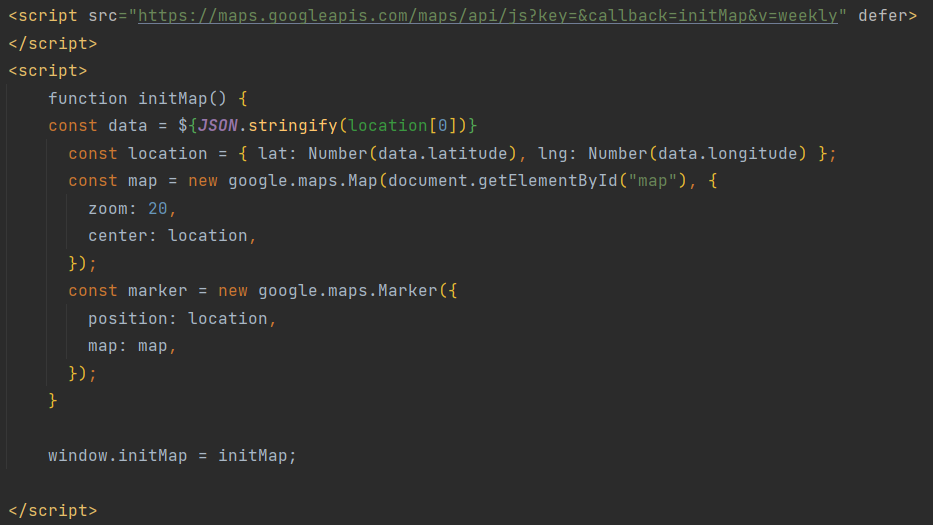 <script src="https://maps.googleapis.com/maps/api/js?key=&callback=initMap&v=weekly" defer>
</script>
<script>
    function initMap() {
    const data = ${JSON.stringify(location[0])}
      const location = { lat: Number(data.latitude), lng: Number(data.longitude) };
      const map = new google.maps.Map(document.getElementById("map"), {
        zoom: 20,
        center: location,
      });
      const marker = new google.maps.Marker({
        position: location,
        map: map,
      });
    }

    window.initMap = initMap;

</script>